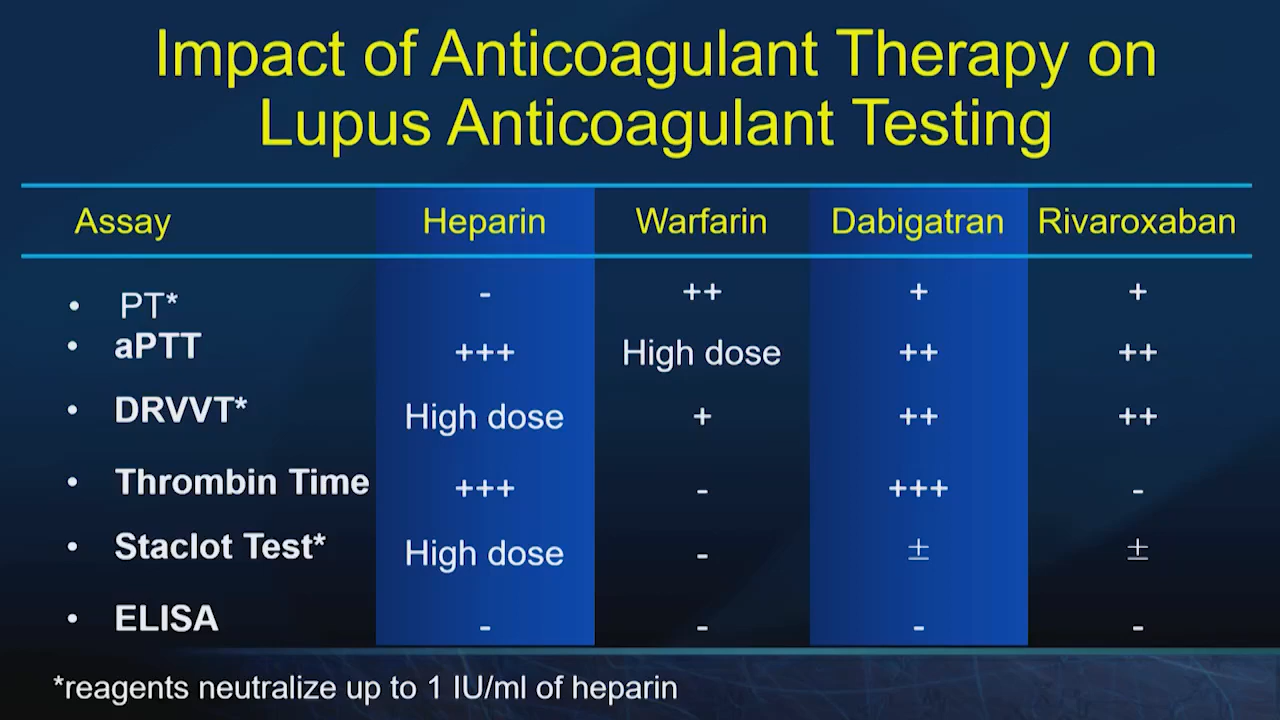 Impact of Anticoagulant Therapy on
Lupus Anticoagulant Testing
Assay Heparin Warfarin Dabigatran Rivaroxaban
• PT* - ++ + +
• aPTT +++ High dose ++ ++
• DRVVT* High dose + ++ ++
• Thrombin Time +++ - +++ -
• Staclot Test* High dose - ± ±
• ELISA - - - -
*reagents neutralize up to 1 IU/ml of heparin